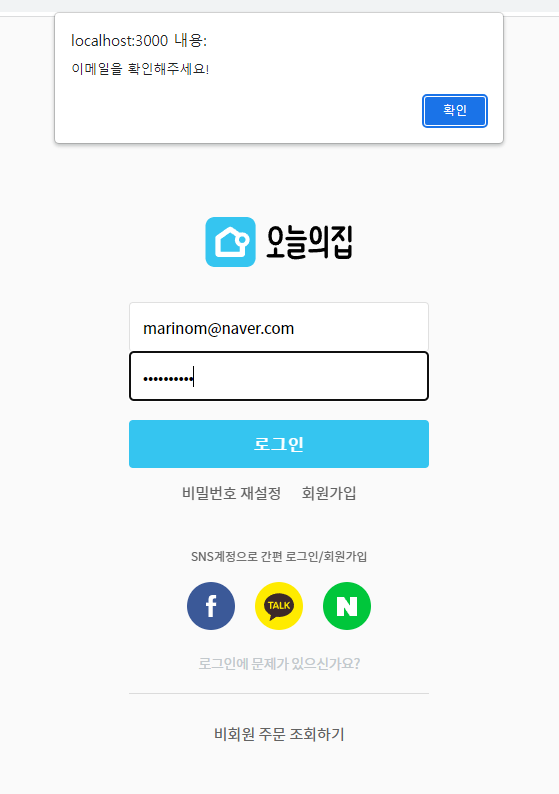 localhost:3000 내용:
이메일을 확인해주세요!
확인
오늘의집
marinom@naver.com
••••••••••
로그인
비밀번호 재설정 회원가입
SNS계정으로 간편 로그인/회원가입
f TALK N
로그인에 문제가 있으신가요?
비회원 주문 조회하기